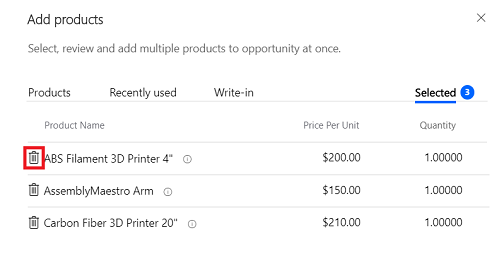 Add products
Select, review and add multiple products to opportunity at once.
Products Recently used Write-in Selected 3
Product Name Price Per Unit Quantity
ABS Filament 3D Printer 4" $200.00 1.00000
AssemblyMaestro Arm $150.00 1.00000
Carbon Fiber 3D Printer 20" $210.00 1.00000